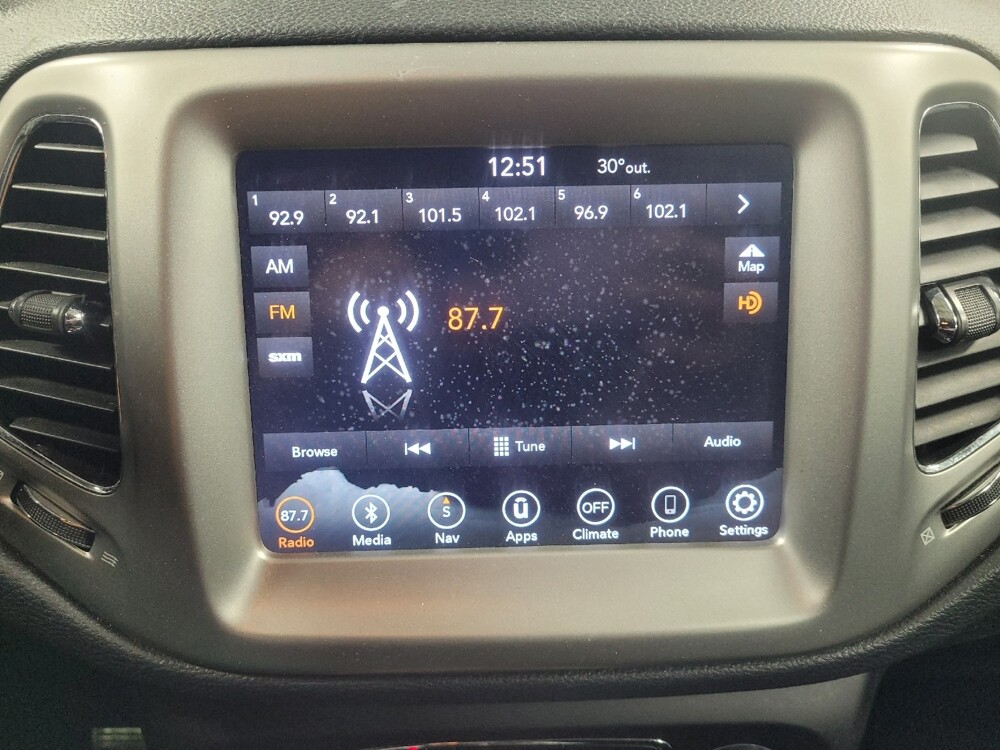 12:51 30° out.
1 92.9 2 92.1 3 101.5 4 102.1 5 96.9 6 102.1
AM
Map
FM
87.7
HD
sxm
Browse Tune Audio
87.7 S ū OFF
Radio Media Nav Apps Climate Phone Settings